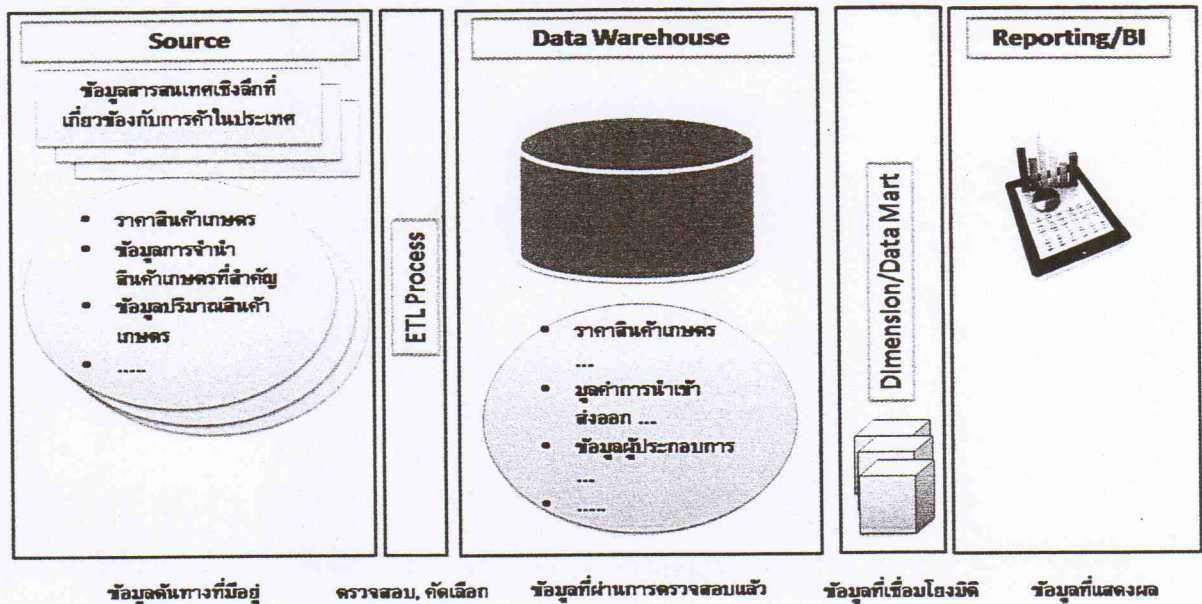 Source
ข้อมูลสารสนเทศเชิงลึกที่
เกี่ยวข้องกับการค้าในประเทศ
• ราคาสินค้าเกษตร
• ข้อมูลการจำนำ
สินค้าเกษตรที่สำคัญ
• ข้อมูลปริมาณสินค้า
เกษตร
• .....
ข้อมูลต้นทางที่มีอยู่
ETL Process
ตรวจสอบ, คัดเลือก
Data Warehouse
• ราคาสินค้าเกษตร
...
• มูลค่าการนำเข้า
ส่งออก ...
• ข้อมูลผู้ประกอบการ
...
• .....
ข้อมูลที่ผ่านการตรวจสอบแล้ว
Dimension/Data Mart
ข้อมูลที่เชื่อมโยงมิติ
Reporting/BI
ข้อมูลที่แสดงผล